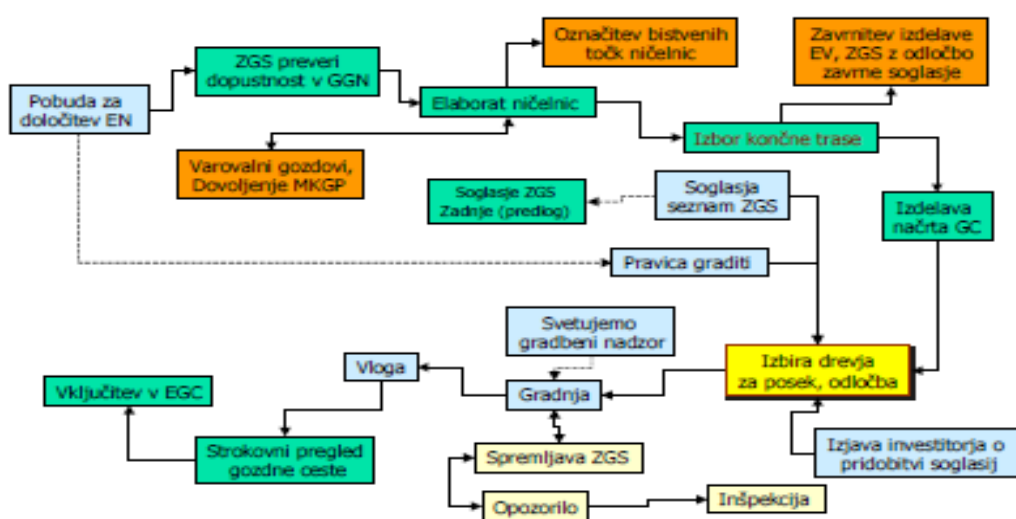 Pobuda za
določitev EN
ZGS preveri
dopustnost v GGN
Označitev bistvenih
točk ničelnic
Zavrnitev izdelave
EV, ZGS z odločbo
zavrne soglasje
Elaborat ničelnic
Izbor končne trase
Varovalni gozdovi,
Dovoljenje MKGP
Soglasje ZGS
Zadnje (predlog)
Soglasja
seznam ZGS
Izdelava
načrta GC
Pravica graditi
Svetujemo
gradbeni nadzor
Vloga
Izbira drevja
za posek, odločba
Vključitev v EGC
Gradnja
Strokovni pregled
gozdne ceste
Spremljava ZGS
Izjava investitorja o
pridobitvi soglasij
Opozorilo
Inšpekcija